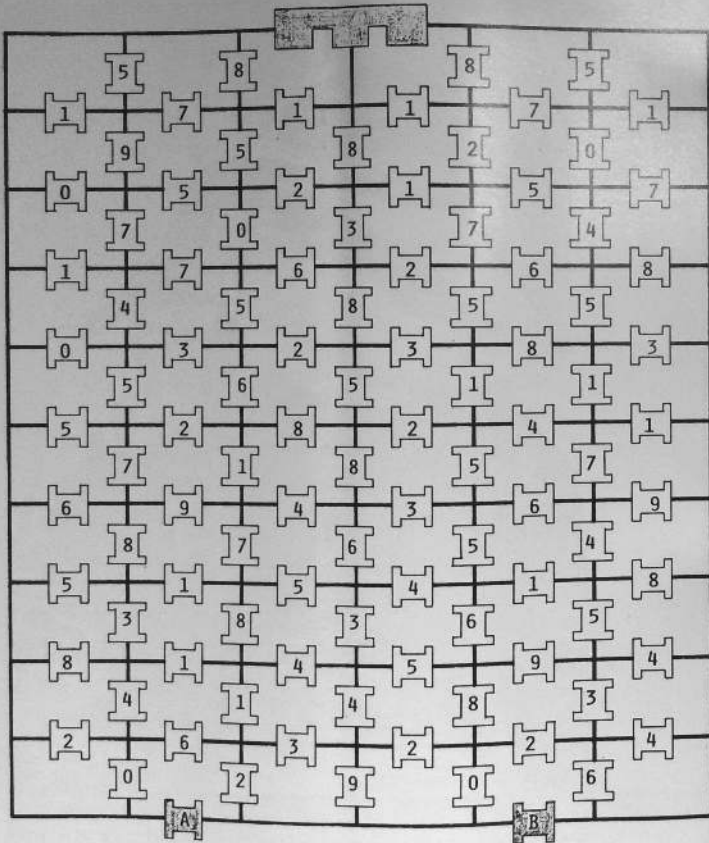 5 8 8 5
1 7 1 1 7 1
9 5 8 2 0
0 5 2 1 5 7
7 0 3 7 4
1 7 6 2 6 8
4 5 8 5 5
0 3 2 3 8 3
5 6 5 1 1
5 2 8 2 4 1
7 1 8 5 7
6 9 4 3 6 9
8 7 6 5 4
5 1 5 4 1 8
3 8 3 6 5
8 1 4 5 9 4
4 1 4 8 3
2 6 3 2 2 4
0 2 9 0 6
A B